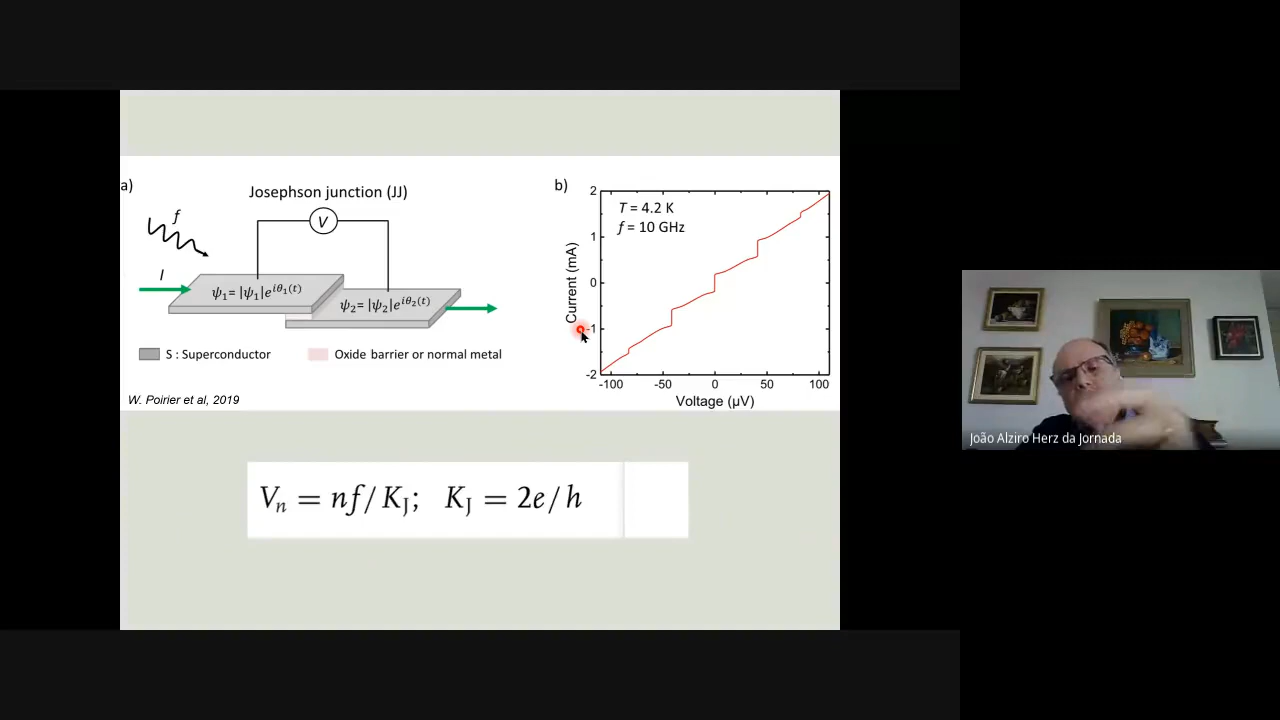 a)
Josephson junction (JJ)
V
f
I
ψ₁= |ψ₁|e^{iθ₁(t)}
ψ₂= |ψ₂|e^{iθ₂(t)}
S : Superconductor
Oxide barrier or normal metal
W. Poirier et al, 2019
b)
T = 4.2 K
f = 10 GHz
Current (mA)
2
1
0
-1
-2
-100 -50 0 50 100
Voltage (µV)
Vₙ = nf/K_J; K_J = 2e/h
João Alziro Herz da Jornada